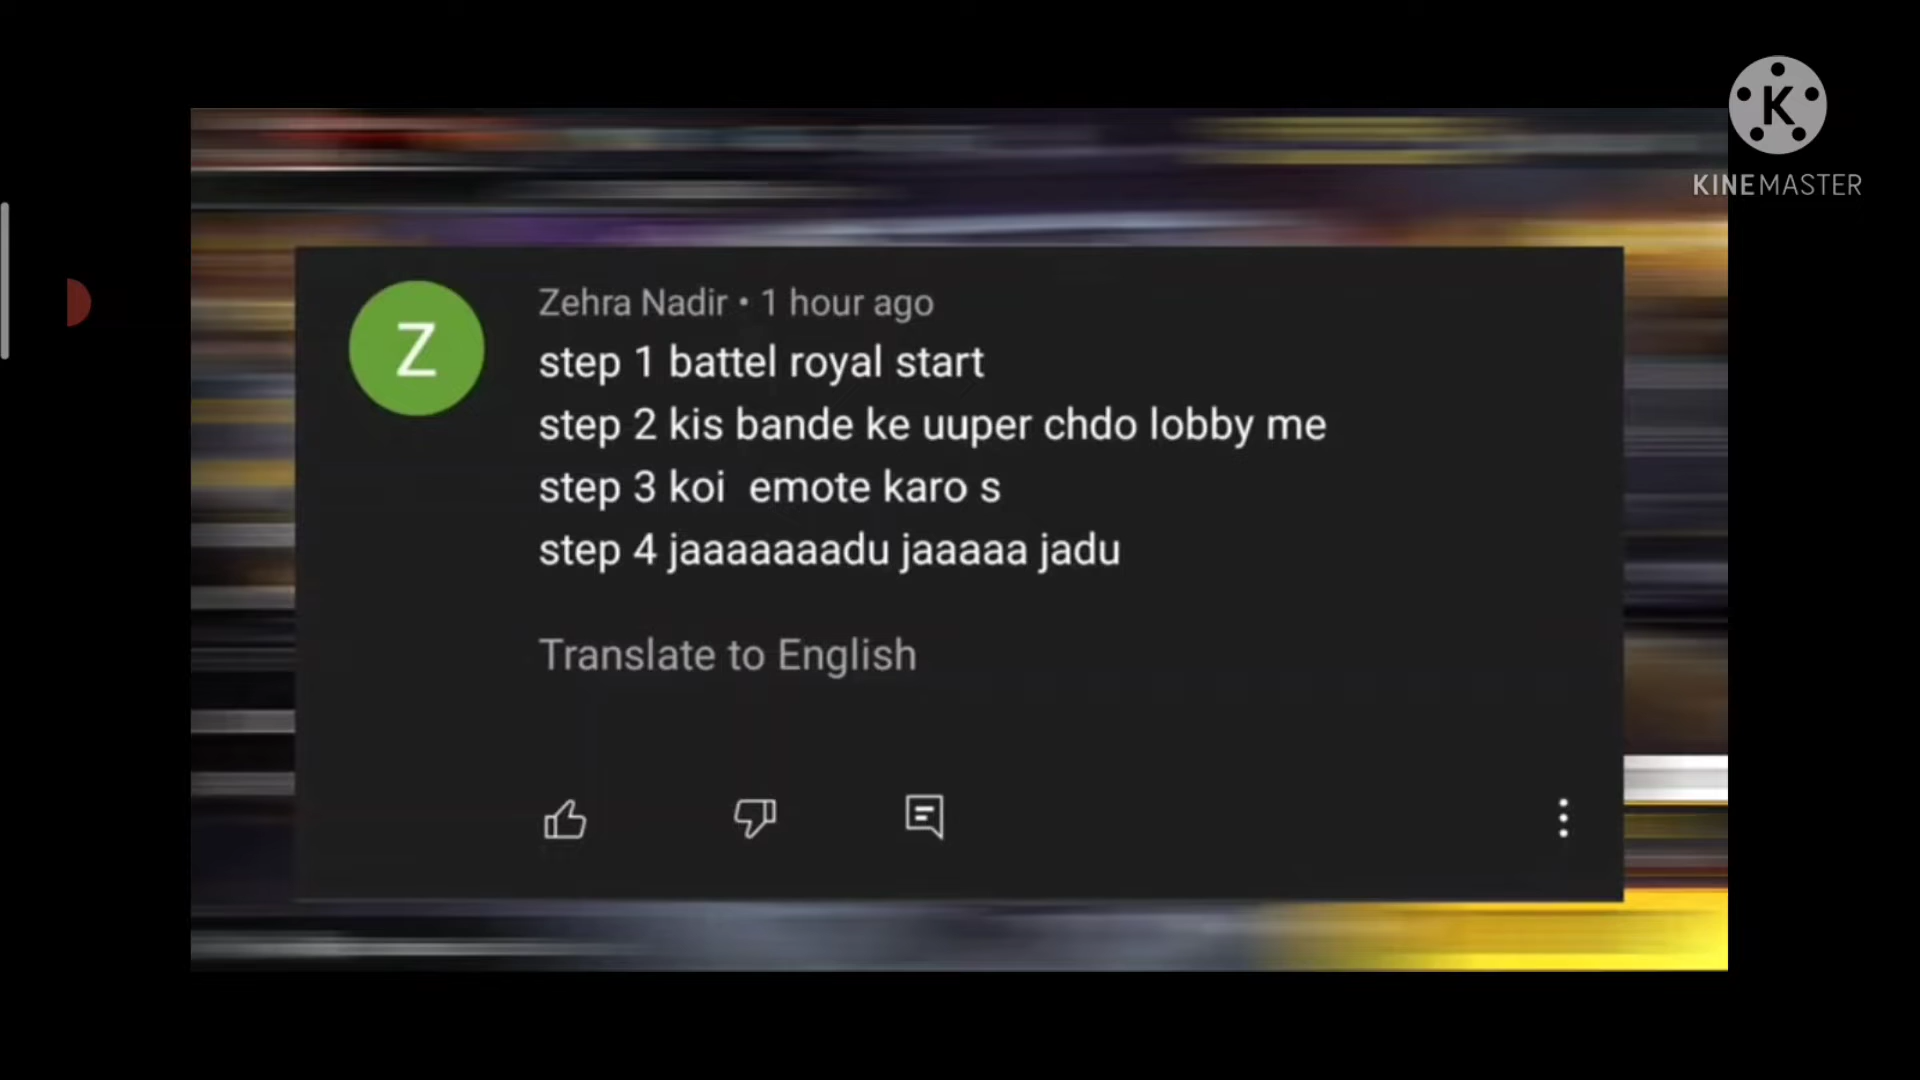 K
KINEMASTER
Z
Zehra Nadir • 1 hour ago
step 1 battel royal start
step 2 kis bande ke uuper chdo lobby me
step 3 koi  emote karo s
step 4 jaaaaaaadu jaaaaa jadu
Translate to English